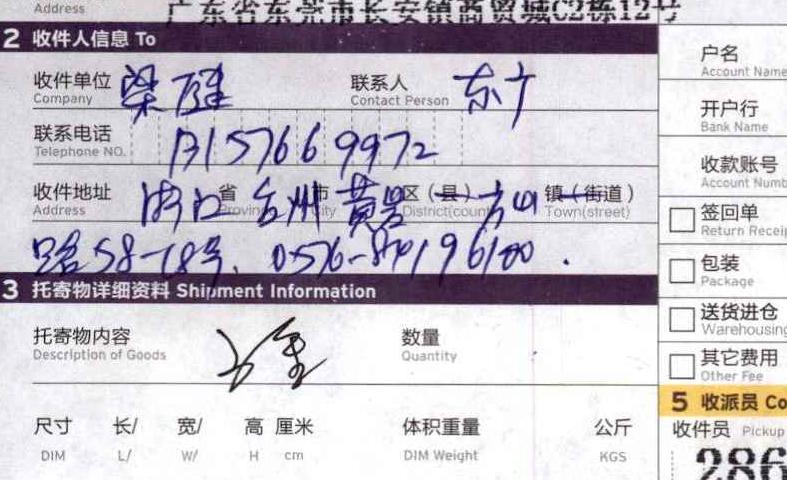 Address
广东省东莞市长安镇商贸城C2栋12号
2 收件人信息 To
收件单位 Company 梁 联系人 Contact Person 东
联系电话 Telephone NO. 13157669972
收件地址 Address 浙江 省 Province 台州 市 City 黄岩 区(县) District(county) 方山 镇(街道) Town(street)
路58-78号、0576-84196100.
3 托寄物详细资料 Shipment Information
托寄物内容 Description of Goods 数量 Quantity
尺寸 DIM 长/ L/ 宽/ W/ 高 H 厘米 cm 体积重量 DIM Weight 公斤 KGS
户名
Account Name
开户行
Bank Name
收款账号
Account Numb
签回单
Return Receip
包装
Package
送货进仓
Warehousing
其它费用
Other Fee
5 收派员 Co
收件员 Pickup
286